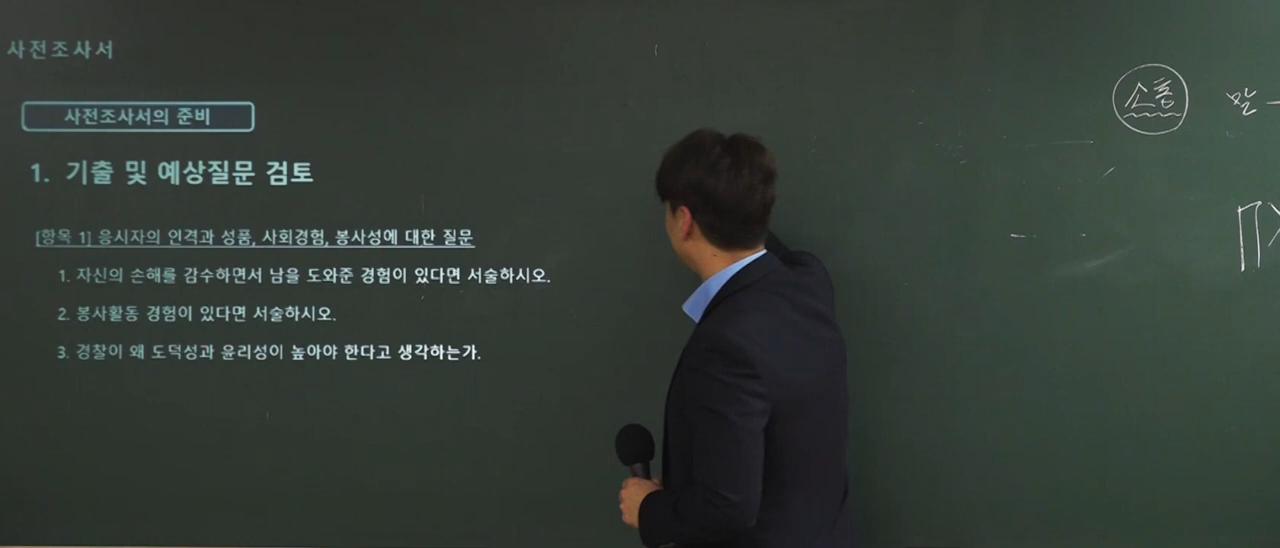 사전조사서
사전조사서의 준비
1. 기출 및 예상질문 검토
[항목 1] 응시자의 인격과 성품, 사회경험, 봉사성에 대한 질문
1. 자신의 손해를 감수하면서 남을 도와준 경험이 있다면 서술하시오.
2. 봉사활동 경험이 있다면 서술하시오.
3. 경찰이 왜 도덕성과 윤리성이 높아야 한다고 생각하는가.
소통
말